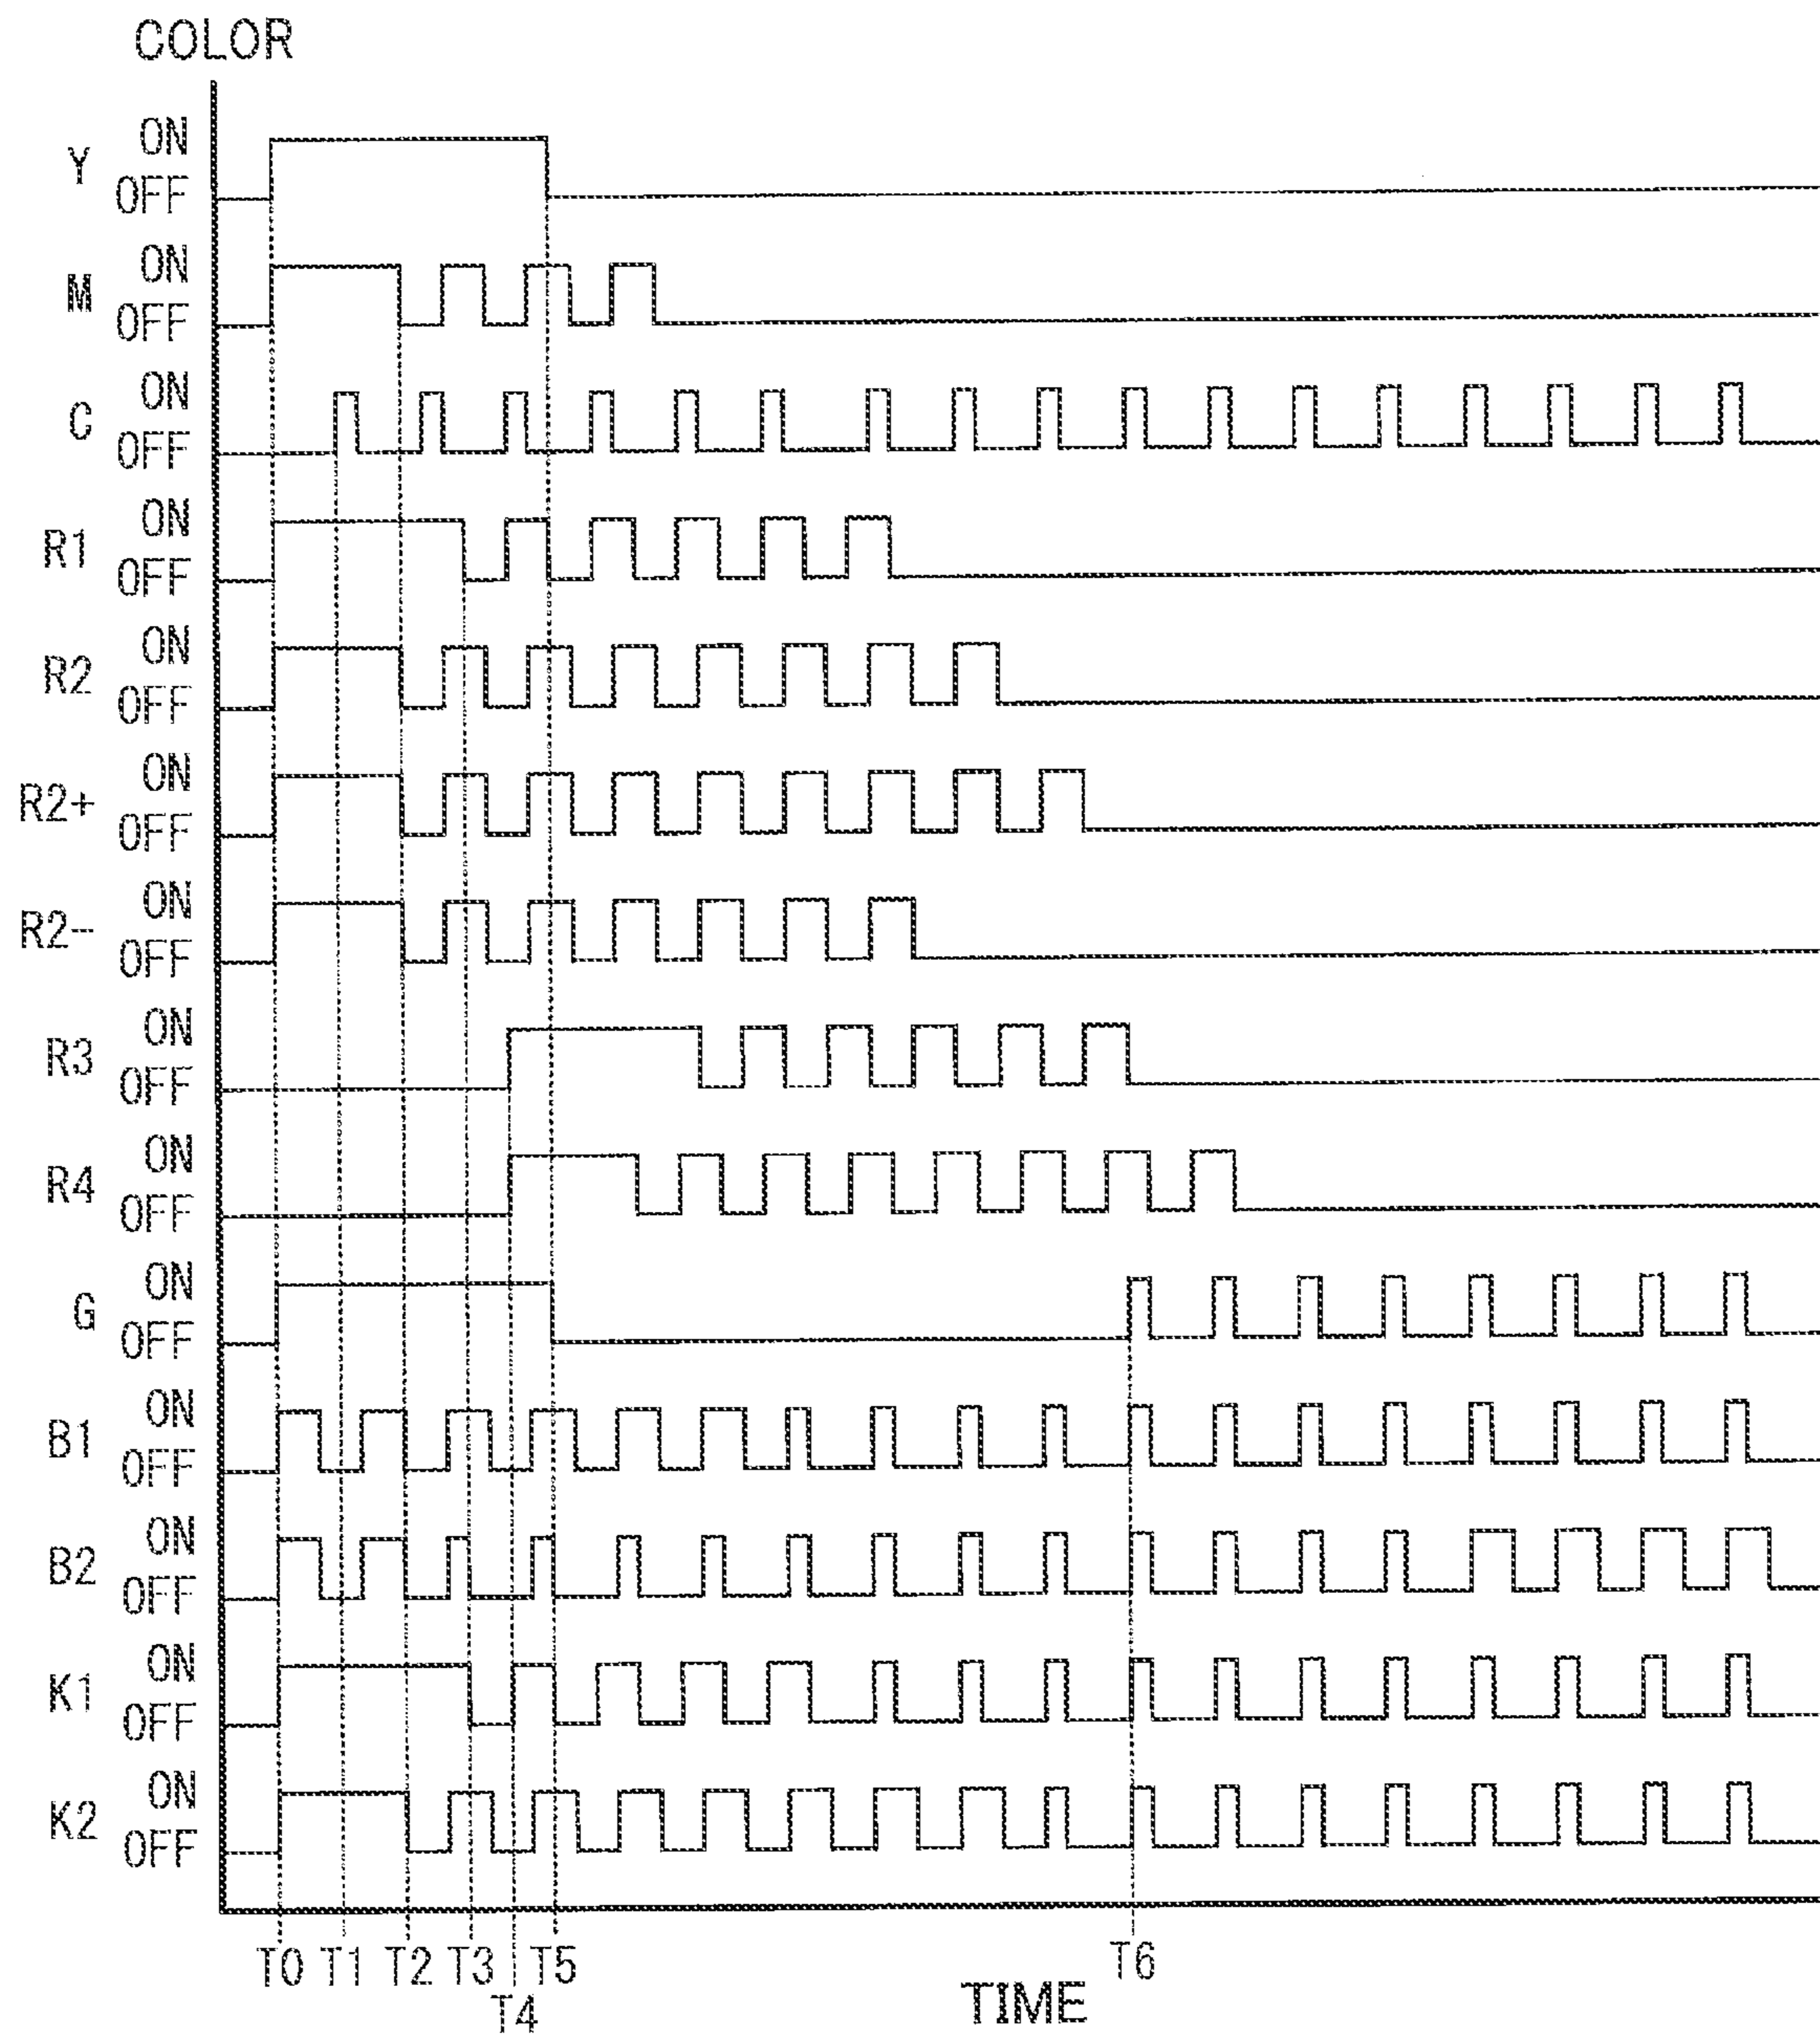 COLOR
Y ON
OFF
M ON
OFF
C ON
OFF
R1 ON
OFF
R2 ON
OFF
R2+ ON
OFF
R2- ON
OFF
R3 ON
OFF
R4 ON
OFF
G ON
OFF
B1 ON
OFF
B2 ON
OFF
K1 ON
OFF
K2 ON
OFF
T0 T1 T2 T3 T5 T6
T4 TIME